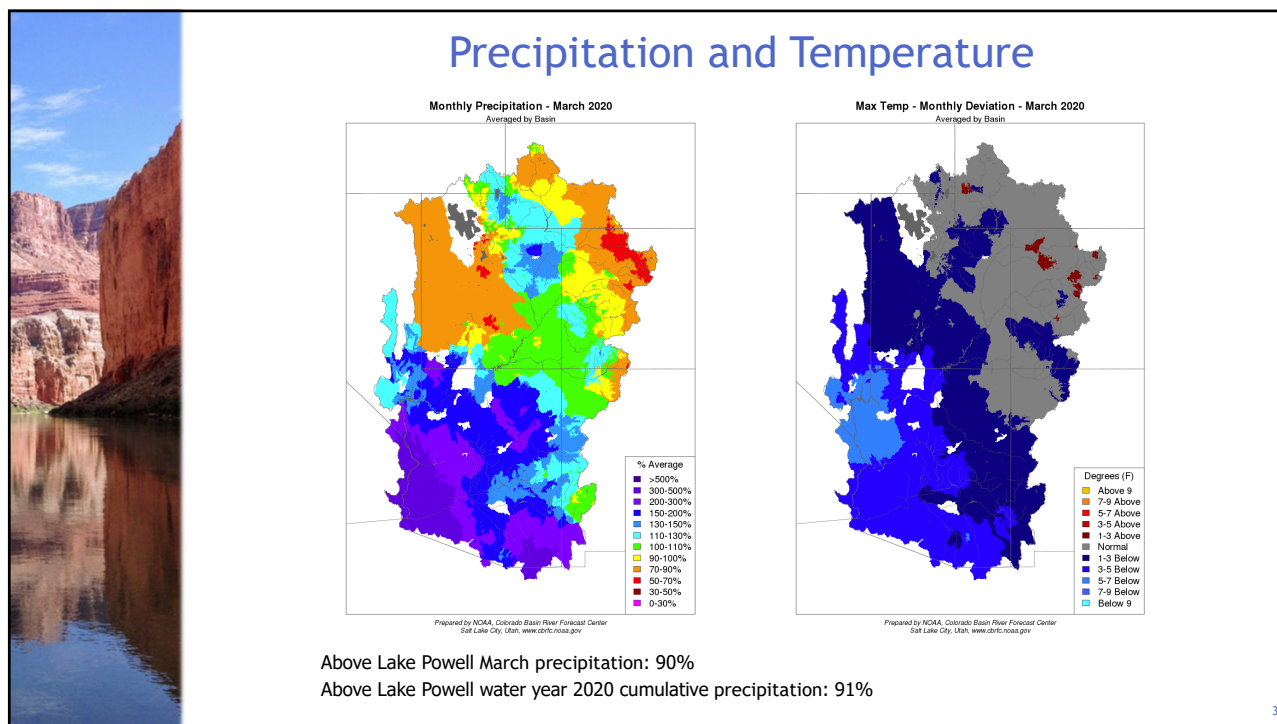 Precipitation and Temperature
Monthly Precipitation - March 2020
Averaged by Basin
% Average
>500%
300-500%
200-300%
150-200%
130-150%
110-130%
100-110%
90-100%
70-90%
50-70%
30-50%
0-30%
Prepared by NOAA, Colorado Basin River Forecast Center
Salt Lake City, Utah, www.cbrfc.noaa.gov
Max Temp - Monthly Deviation - March 2020
Averaged by Basin
Degrees (F)
Above 9
7-9 Above
5-7 Above
3-5 Above
1-3 Above
Normal
1-3 Below
3-5 Below
5-7 Below
7-9 Below
Below 9
Prepared by NOAA, Colorado Basin River Forecast Center
Salt Lake City, Utah, www.cbrfc.noaa.gov
Above Lake Powell March precipitation: 90%
Above Lake Powell water year 2020 cumulative precipitation: 91%
3